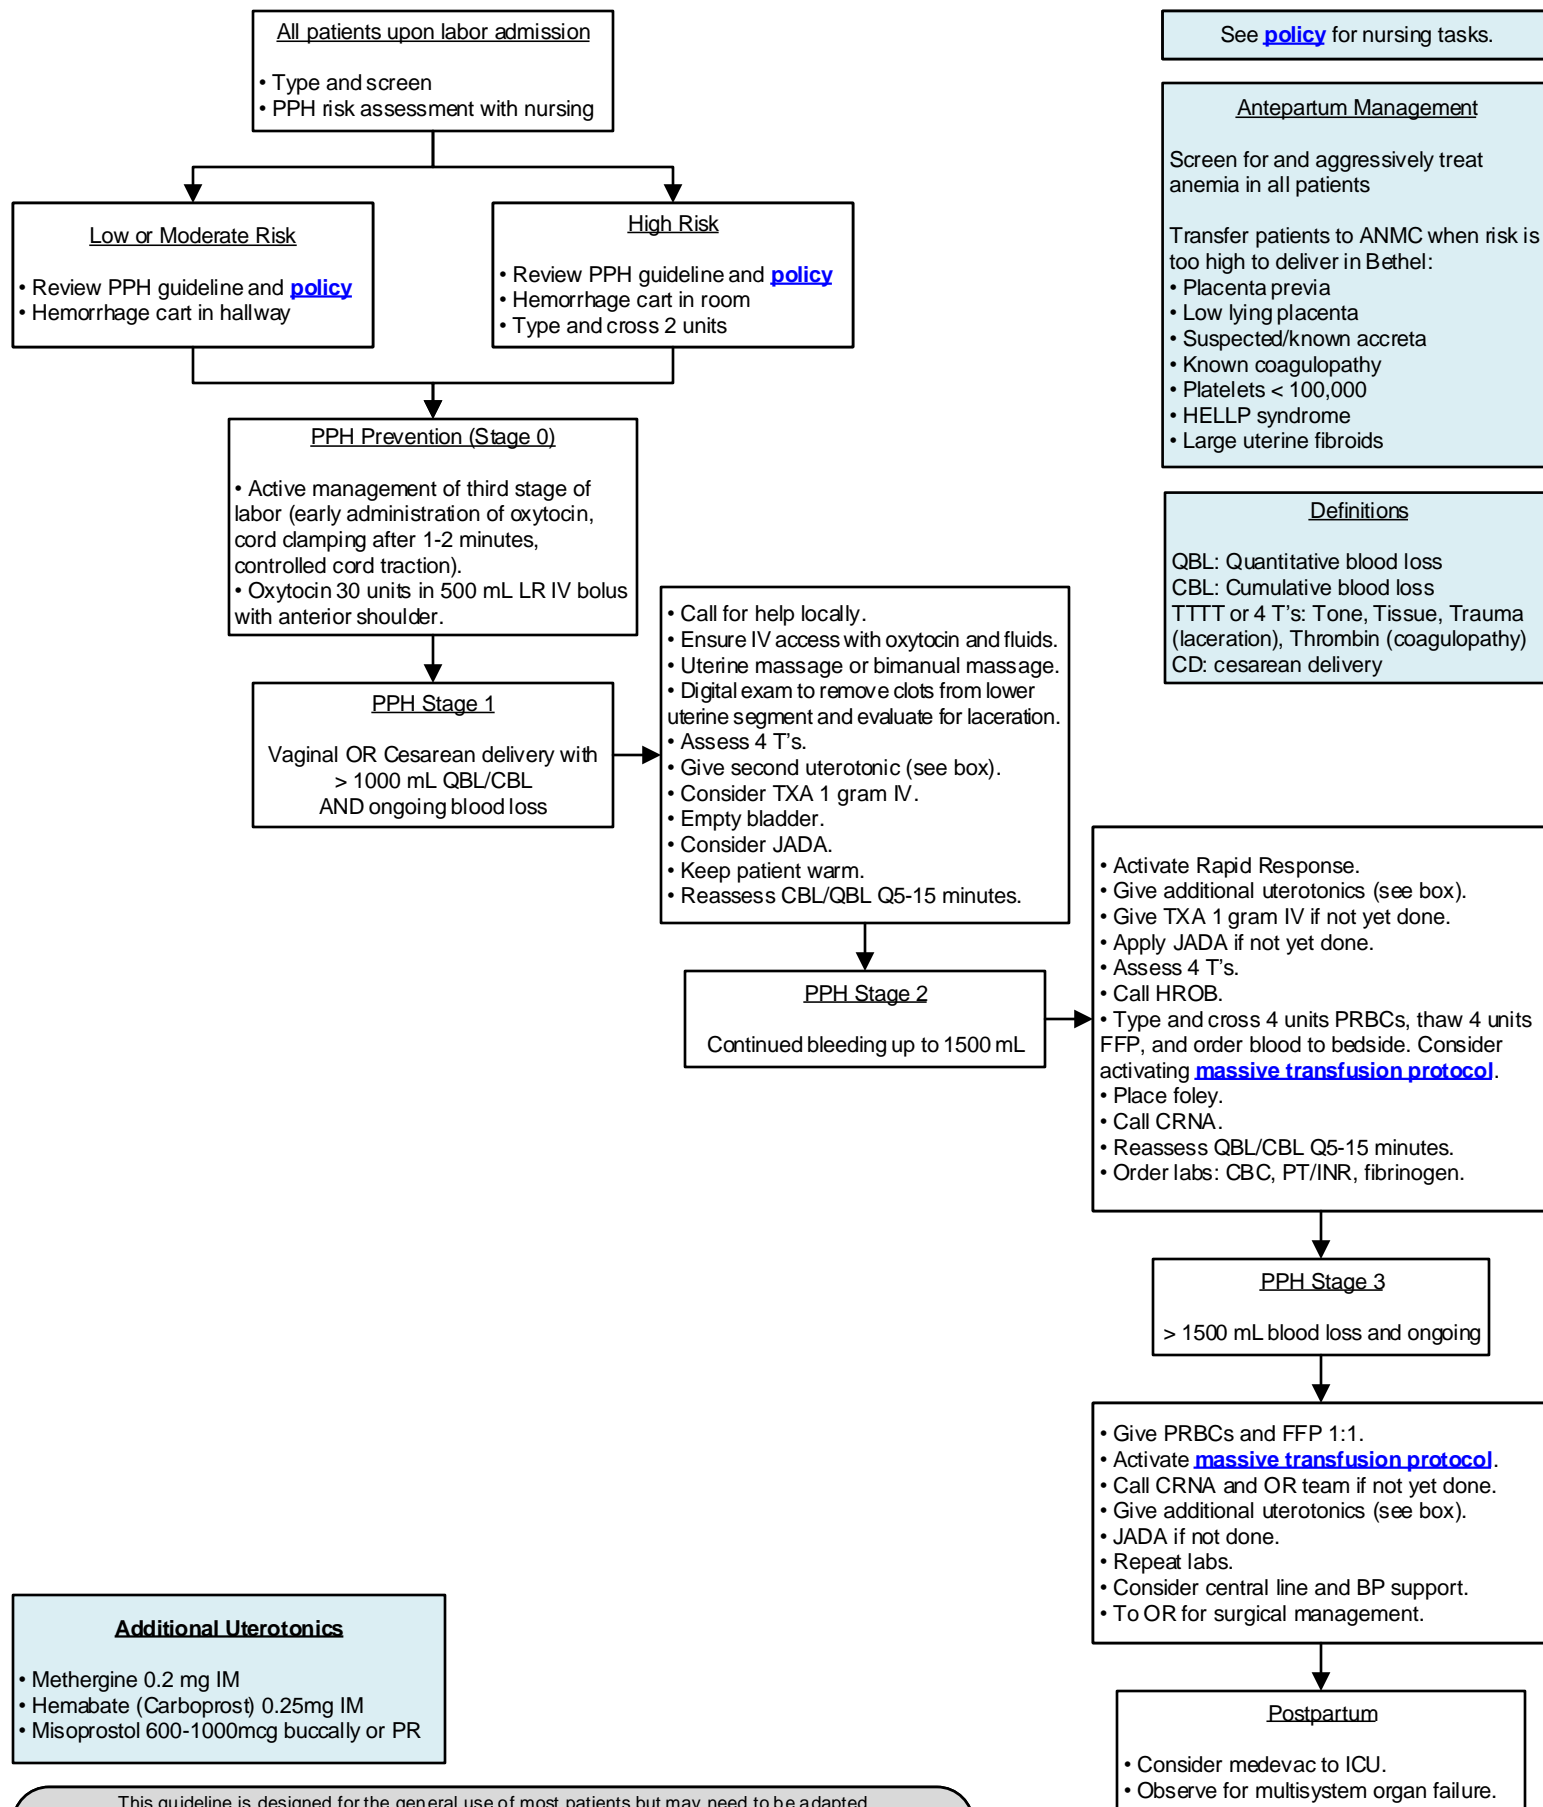 All patients upon labor admission
• Type and screen
• PPH risk assessment with nursing
Low or Moderate Risk
• Review PPH guideline and policy
• Hemorrhage cart in hallway
High Risk
• Review PPH guideline and policy
• Hemorrhage cart in room
• Type and cross 2 units
PPH Prevention (Stage 0)
• Active management of third stage of
labor (early administration of oxytocin,
cord clamping after 1-2 minutes,
controlled cord traction).
• Oxytocin 30 units in 500 mL LR IV bolus
with anterior shoulder.
PPH Stage 1
Vaginal OR Cesarean delivery with
> 1000 mL QBL/CBL
AND ongoing blood loss
• Call for help locally.
• Ensure IV access with oxytocin and fluids.
• Uterine massage or bimanual massage.
• Digital exam to remove clots from lower
uterine segment and evaluate for laceration.
• Assess 4 T's.
• Give second uterotonic (see box).
• Consider TXA 1 gram IV.
• Empty bladder.
• Consider JADA.
• Keep patient warm.
• Reassess CBL/QBL Q5-15 minutes.
PPH Stage 2
Continued bleeding up to 1500 mL
• Activate Rapid Response.
• Give additional uterotonics (see box).
• Give TXA 1 gram IV if not yet done.
• Apply JADA if not yet done.
• Assess 4 T's.
• Call HROB.
• Type and cross 4 units PRBCs, thaw 4 units
FFP, and order blood to bedside. Consider
activating massive transfusion protocol.
• Place foley.
• Call CRNA.
• Reassess QBL/CBL Q5-15 minutes.
• Order labs: CBC, PT/INR, fibrinogen.
PPH Stage 3
> 1500 mL blood loss and ongoing
• Give PRBCs and FFP 1:1.
• Activate massive transfusion protocol.
• Call CRNA and OR team if not yet done.
• Give additional uterotonics (see box).
• JADA if not done.
• Repeat labs.
• Consider central line and BP support.
• To OR for surgical management.
Postpartum
• Consider medevac to ICU.
• Observe for multisystem organ failure.
See policy for nursing tasks.
Antepartum Management
Screen for and aggressively treat
anemia in all patients
Transfer patients to ANMC when risk is
too high to deliver in Bethel:
• Placenta previa
• Low lying placenta
• Suspected/known accreta
• Known coagulopathy
• Platelets < 100,000
• HELLP syndrome
• Large uterine fibroids
Definitions
QBL: Quantitative blood loss
CBL: Cumulative blood loss
TTTT or 4 T's: Tone, Tissue, Trauma
(laceration), Thrombin (coagulopathy)
CD: cesarean delivery
Additional Uterotonics
• Methergine 0.2 mg IM
• Hemabate (Carboprost) 0.25mg IM
• Misoprostol 600-1000mcg buccally or PR
This guideline is designed for the general use of most patients but may need to be adapted